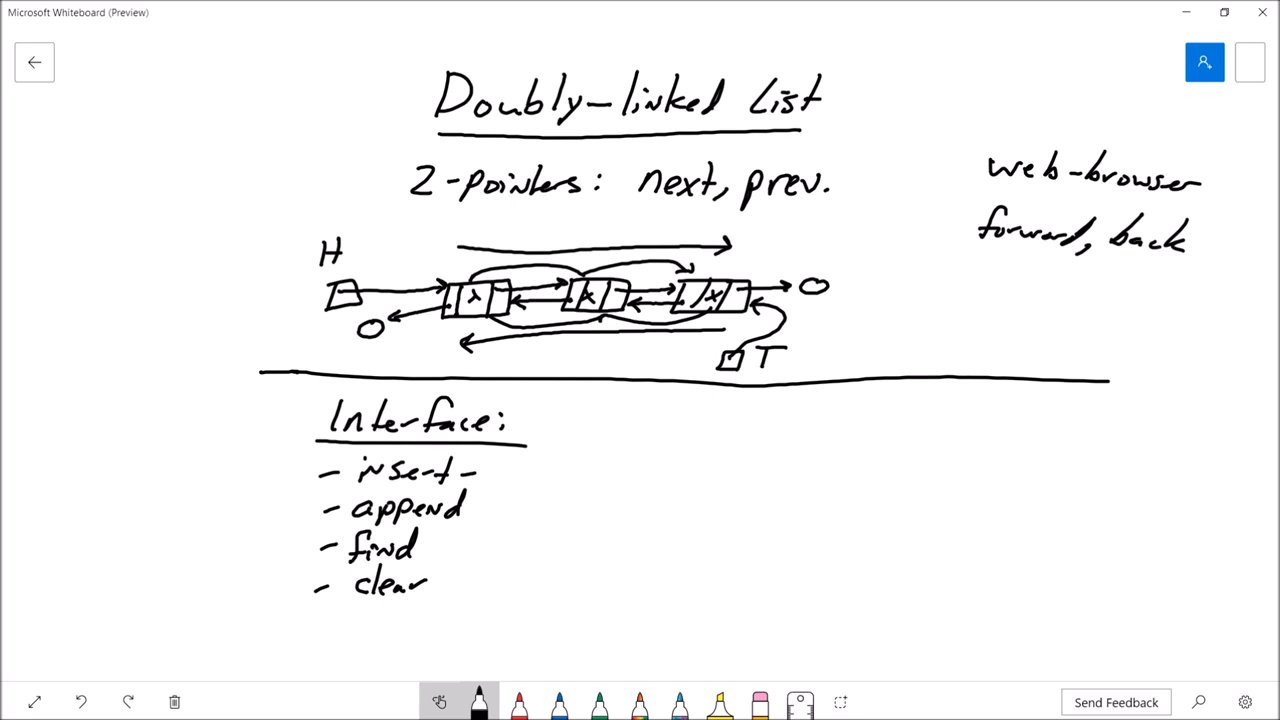 Microsoft Whiteboard (Preview)
Doubly-linked List
2-pointers: next, prev.
web-browser
forward, back
H
T
Interface:
- insert -
- append
- find
- clear
Send Feedback